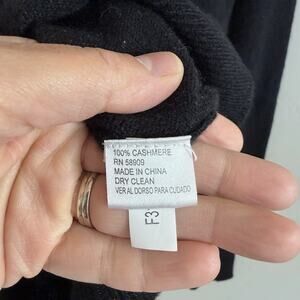 100% CASHMERE
RN 58909
MADE IN CHINA
DRY CLEAN
VER AL DORSO PARA CUIDADO
F3